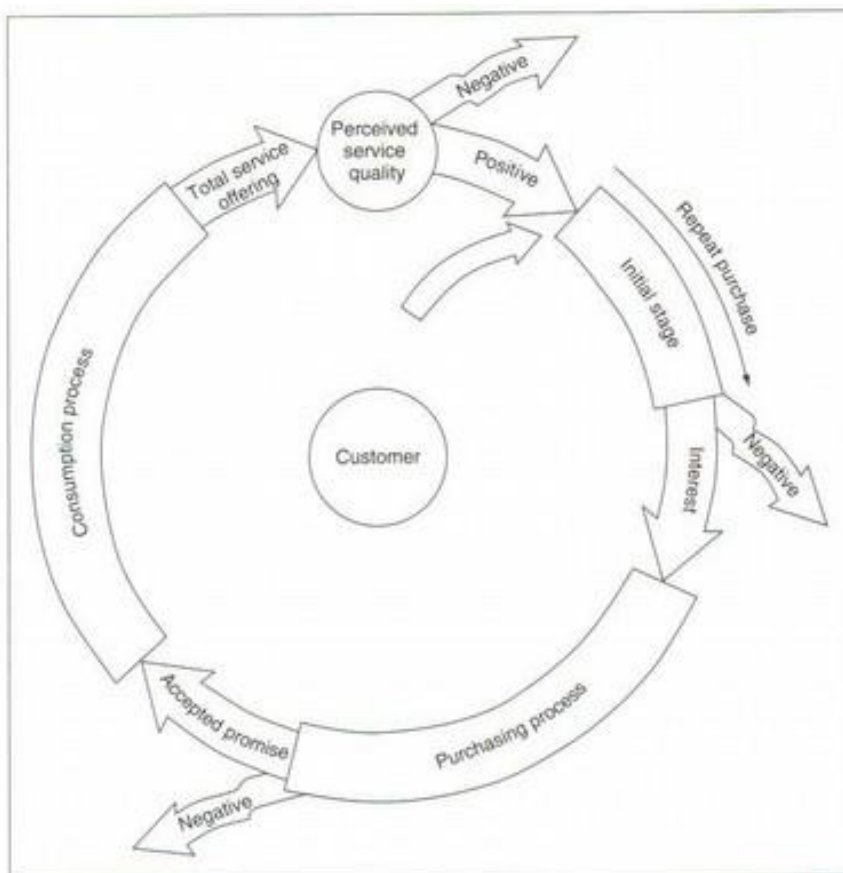 Negative
Perceived
service
quality
Positive
Total service
offering
Repeat purchase
Initial stage
Consumption process
Customer
Interest
Negative
Purchasing process
Accepted promise
Negative